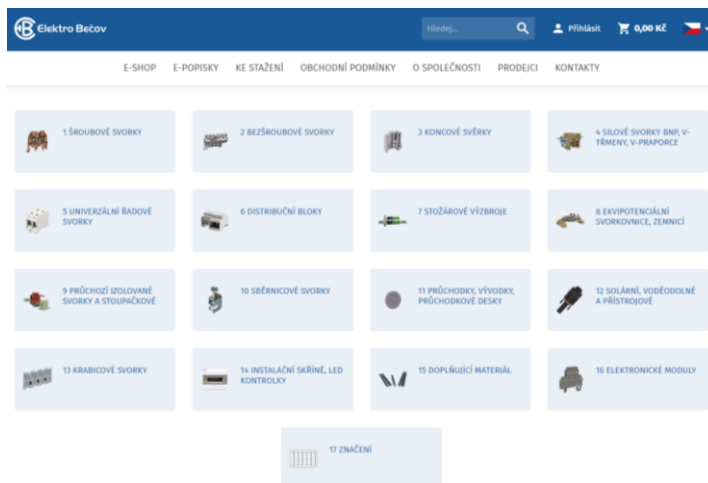 Elektro Bečov
Hledej...
Přihlásit
0,00 Kč
E-SHOP E-POPISKY KE STAŽENÍ OBCHODNÍ PODMÍNKY O SPOLEČNOSTI PRODEJCI KONTAKTY
1 ŠROUBOVÉ SVORKY
2 BEZŠROUBOVÉ SVORKY
3 KONCOVÉ SVĚRKY
4 SILOVÉ SVORKY BNP, V-
TŘMENY, V-PRAPORCE
5 UNIVERZÁLNÍ ŘADOVÉ
SVORKY
6 DISTRIBUČNÍ BLOKY
7 STOŽÁROVÉ VÝZBROJE
8 EKVIPOTENCIÁLNÍ
SVORKOVNICE, ZEMNICÍ
9 PRŮCHOZÍ IZOLOVANÉ
SVORKY A STOUPAČKOVÉ
10 SBĚRNICOVÉ SVORKY
11 PRŮCHODKY, VÝVODKY,
PRŮCHODKOVÉ DESKY
12 SOLÁRNÍ, VODĚODOLNÉ
A PŘÍSTROJOVÉ
13 KRABICOVÉ SVORKY
14 INSTALAČNÍ SKŘÍNĚ, LED
KONTROLKY
15 DOPLŇUJÍCÍ MATERIÁL
16 ELEKTRONICKÉ MODULY
17 ZNAČENÍ